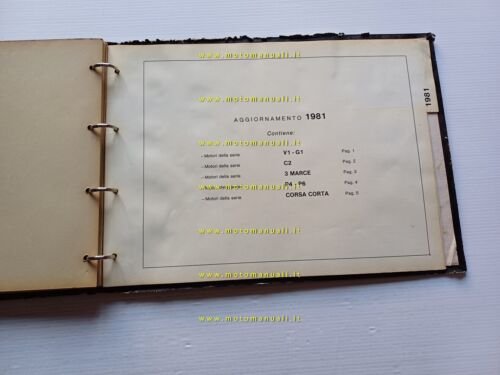 www.motomanuali.it
www.motomanuali.it
AGGIORNAMENTO 1981
Contiene:
– Motori della serie V1 - G1 Pag. 1
– Motori della serie C2 Pag. 2
– Motori della serie 3 MARCE Pag. 3
P4 - P6 Pag. 4
– Motori della serie CORSA CORTA Pag. 5
www.motomanuali.it
www.motomanuali.it
www.motomanuali.it
www.motomanuali.it
1981